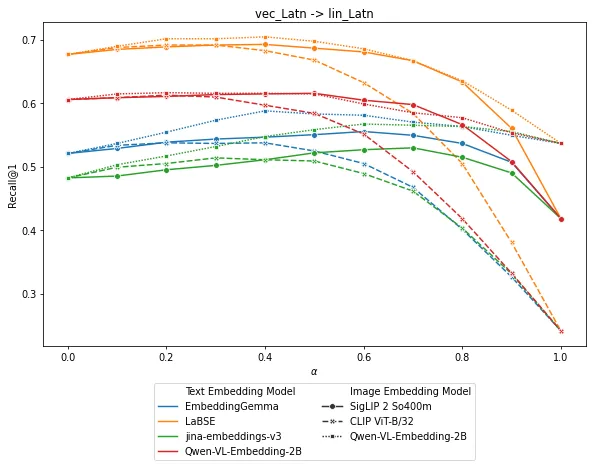 vec_Latn -> lin_Latn
Recall@1
0.7
0.6
0.5
0.4
0.3
0.0 0.2 0.4 0.6 0.8 1.0
α
Text Embedding Model
EmbeddingGemma
LaBSE
jina-embeddings-v3
Qwen-VL-Embedding-2B
Image Embedding Model
SigLIP 2 So400m
CLIP ViT-B/32
Qwen-VL-Embedding-2B